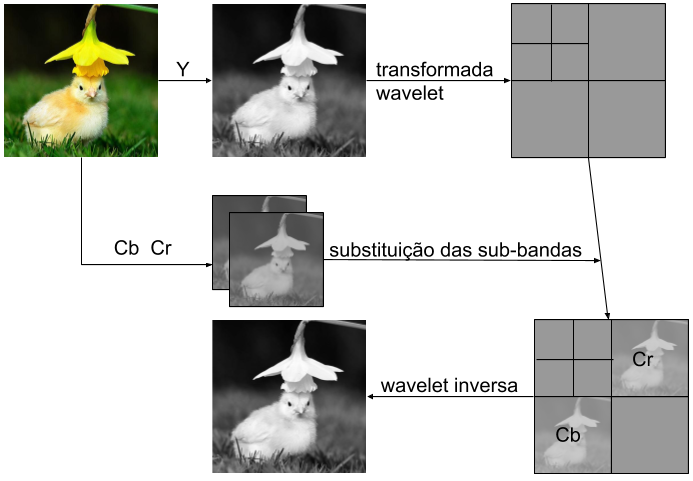 Y
transformada
wavelet
Cb Cr
substituição das sub-bandas
Cr
wavelet inversa
Cb